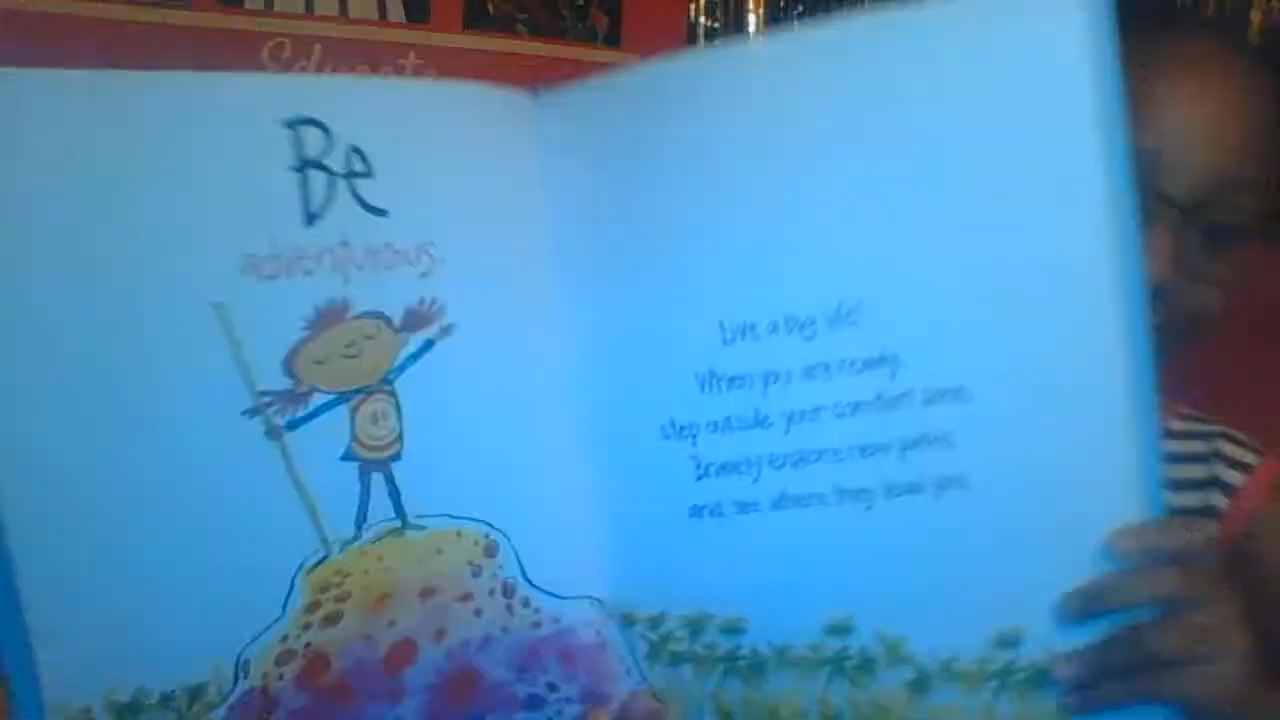 Educate
Be
adventurous.
Live a big life!
When you are ready,
step outside your comfort zone.
Bravely explore new paths
and see where they lead you.